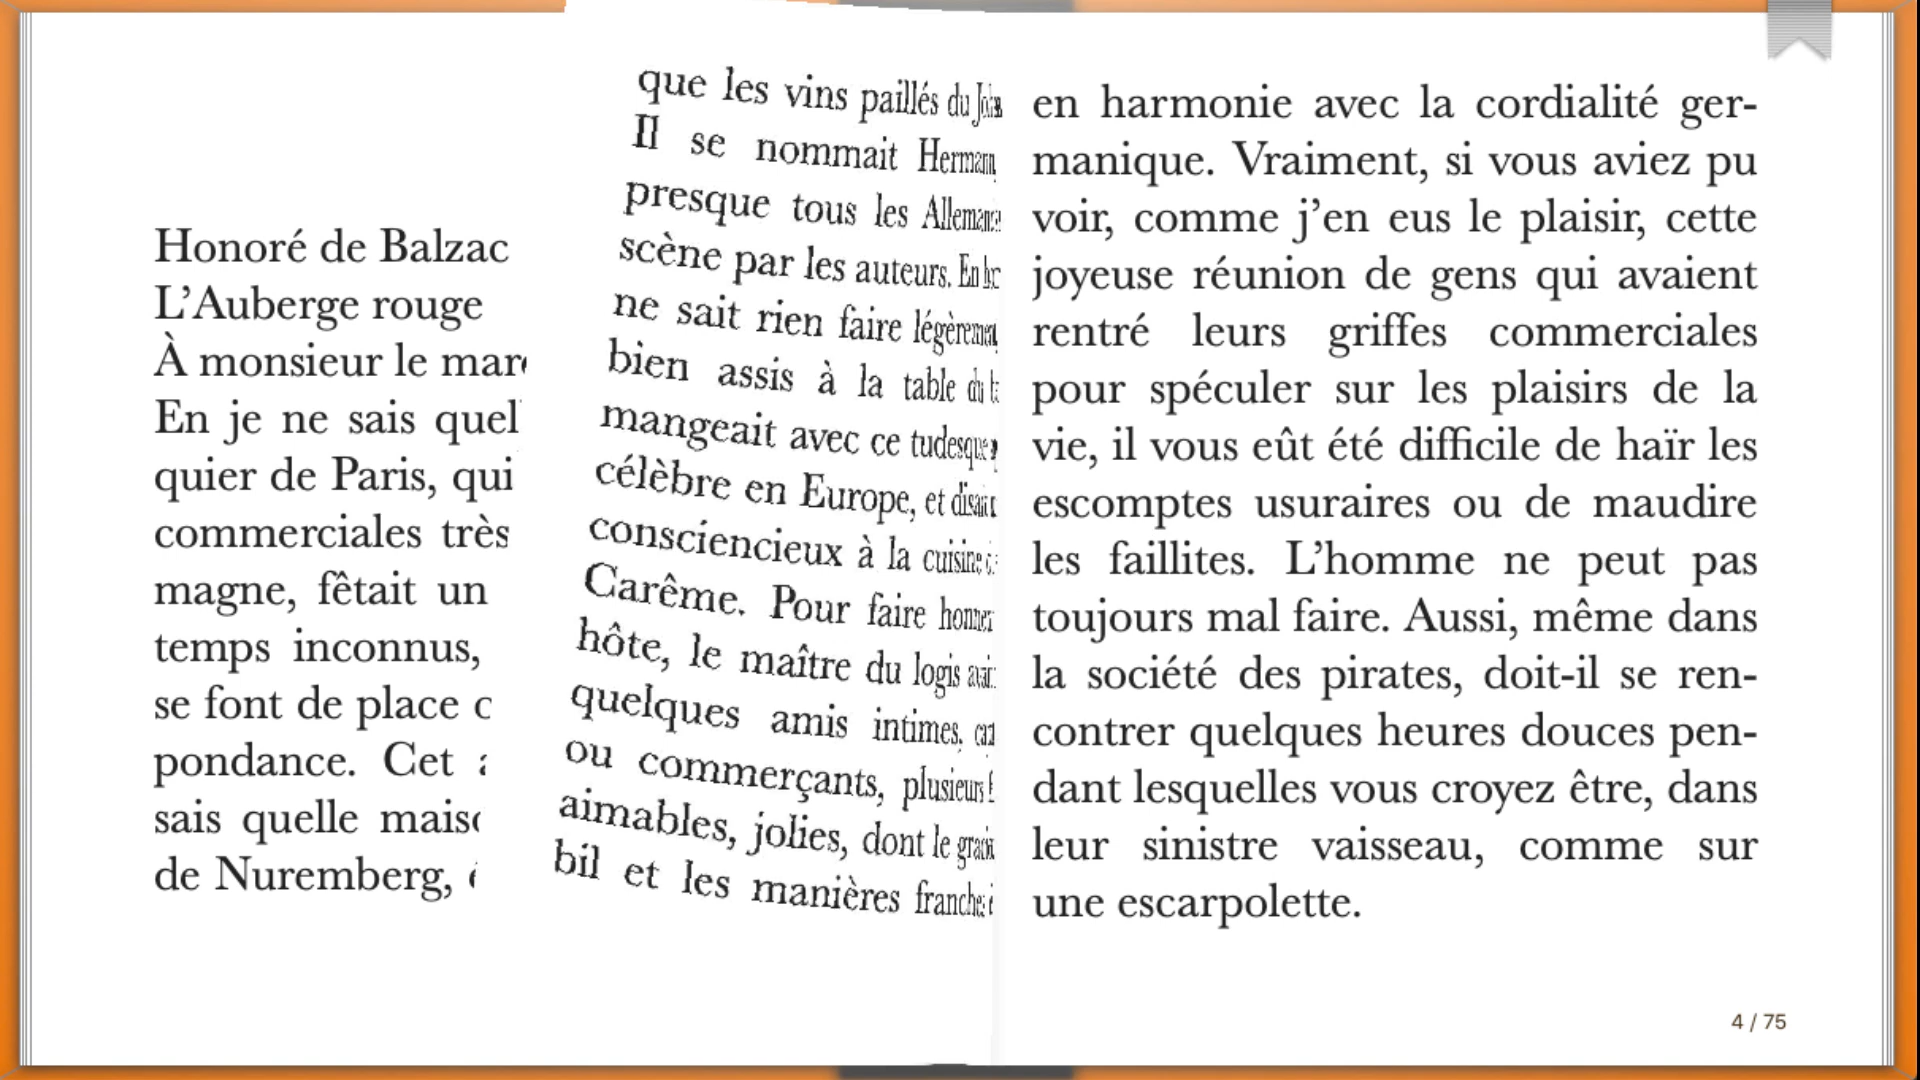 Honoré de Balzac
L’Auberge rouge
À monsieur le
En je ne sais
quier de Paris, qui
commerciales très
magne, fêtait un
temps inconnus,
se font de place
pondance. Cet
sais quelle
de Nuremberg,
que les vins paillés du
Il se nommait
presque tous les
scène par les auteurs. En
ne sait rien faire
bien assis à la table du
mangeait avec ce
célèbre en Europe, et
consciencieux à la
Carême. Pour faire
hôte, le maître du logis
quelques amis intimes,
ou commerçants, plusieurs
aimables, jolies, dont le
bil et les manières
en harmonie avec la cordialité ger-
manique. Vraiment, si vous aviez pu
voir, comme j’en eus le plaisir, cette
joyeuse réunion de gens qui avaient
rentré leurs griffes commerciales
pour spéculer sur les plaisirs de la
vie, il vous eût été difficile de haïr les
escomptes usuraires ou de maudire
les faillites. L’homme ne peut pas
toujours mal faire. Aussi, même dans
la société des pirates, doit-il se ren-
contrer quelques heures douces pen-
dant lesquelles vous croyez être, dans
leur sinistre vaisseau, comme sur
une escarpolette.
4 / 75